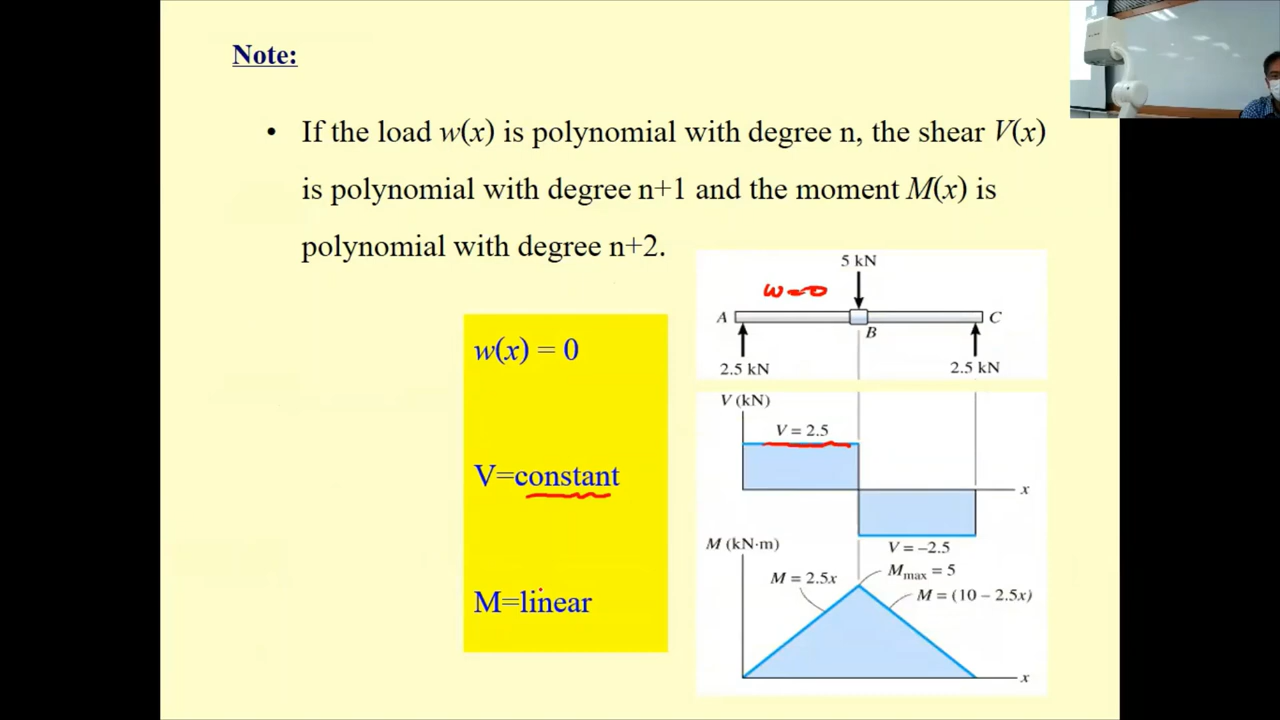 Note:
• If the load w(x) is polynomial with degree n, the shear V(x)
is polynomial with degree n+1 and the moment M(x) is
polynomial with degree n+2.
w(x) = 0
V=constant
M=linear
5 kN
w=0
A
B
C
2.5 kN
2.5 kN
V (kN)
V = 2.5
x
V = –2.5
M (kN·m)
Mmax = 5
M = 2.5x
M = (10 – 2.5x)
x